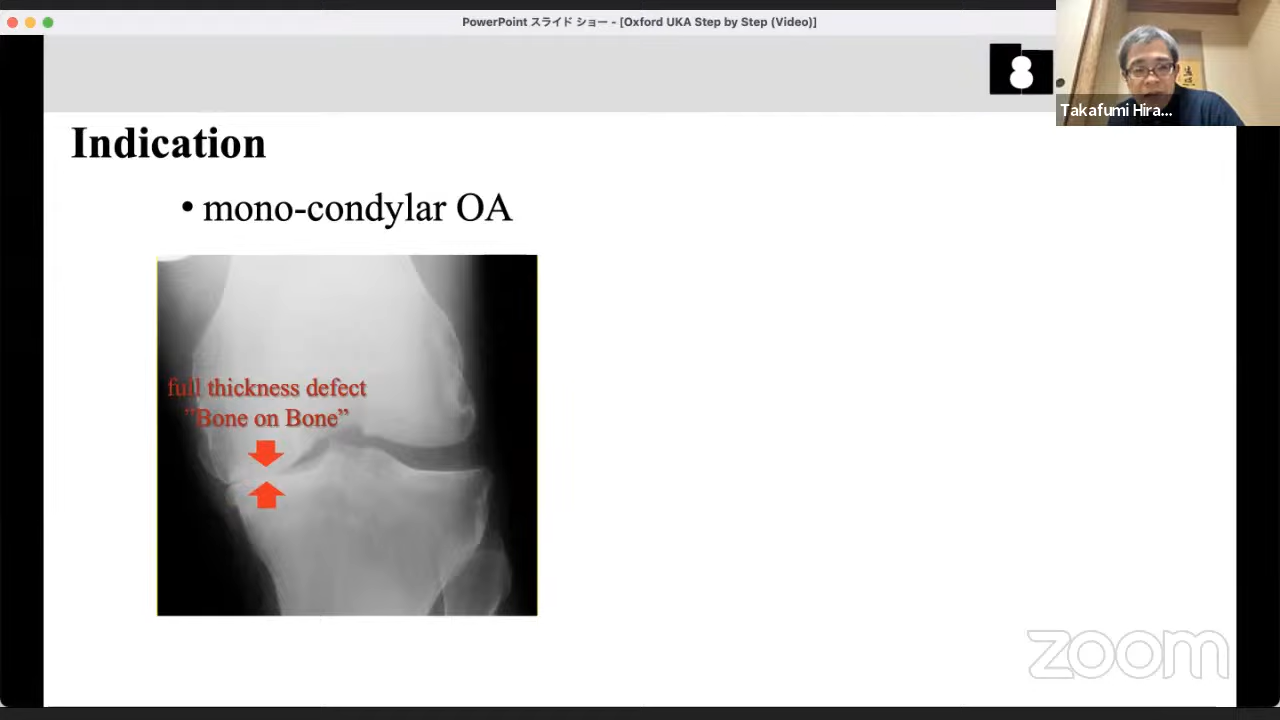 PowerPoint スライド ショー - [Oxford UKA Step by Step (Video)]
Takafumi Hira...
Indication
• mono-condylar OA
full thickness defect
”Bone on Bone”
zoom